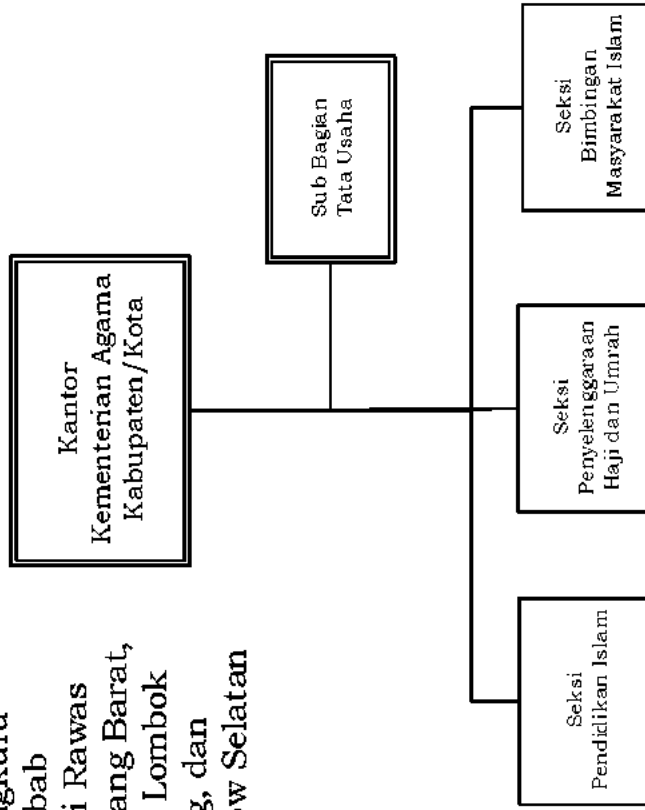 bab
i Rawas
ang Barat,
Lombok
, dan
Selatan
Kantor
Kementerian Agama
Kabupaten/Kota
Sub Bagian
Tata Usaha
Seksi
Pendidikan Islam
Seksi
Penyelenggaraan
Haji dan Umrah
Seksi
Bimbingan
Masyarakat Islam